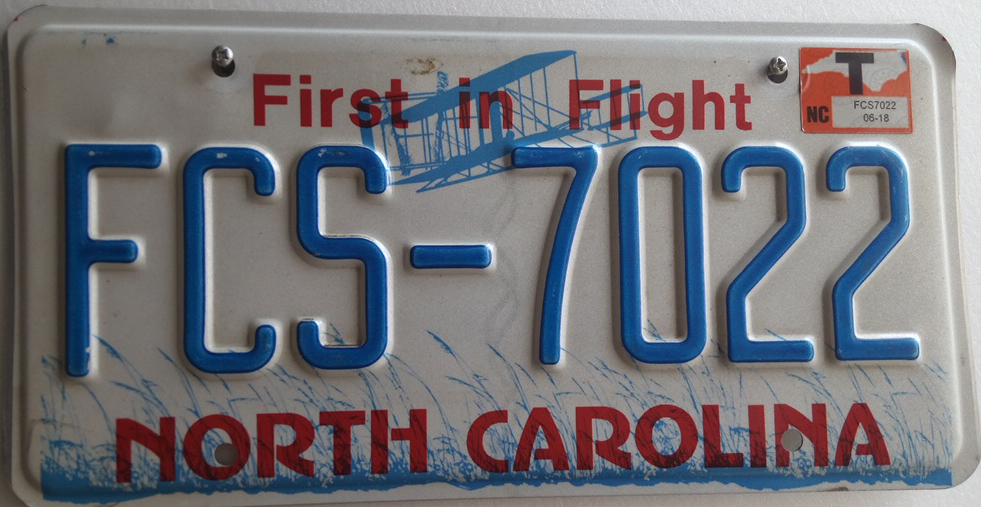 First in Flight
T
NC
FCS7022
06-18
FCS-7022
NORTH CAROLINA